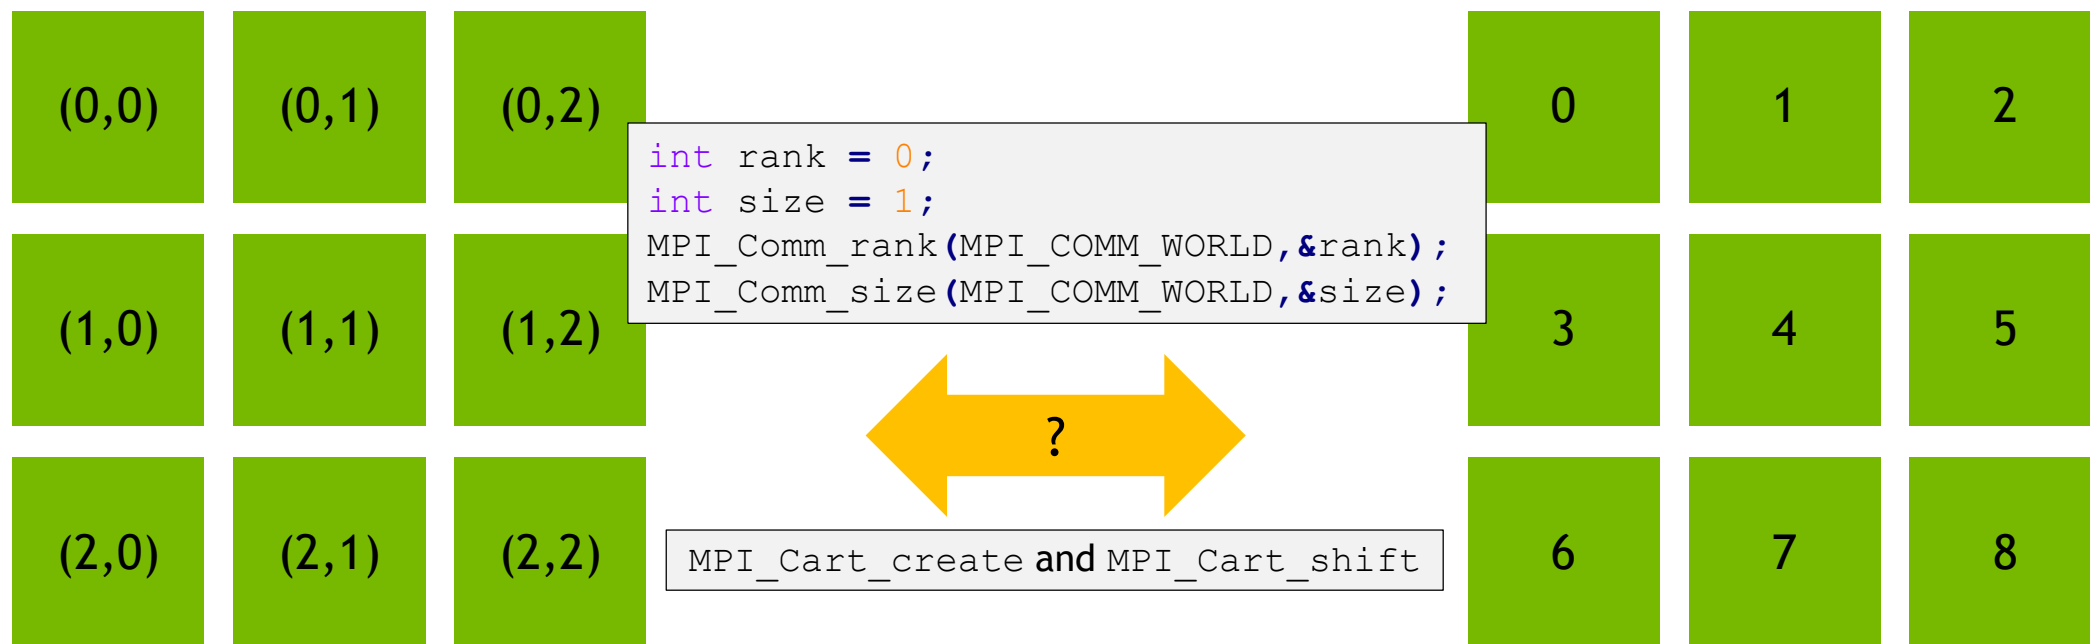 (0,0) (0,1) (0,2)
(1,0) (1,1) (1,2)
(2,0) (2,1) (2,2)
int rank = 0;
int size = 1;
MPI_Comm_rank(MPI_COMM_WORLD,&rank);
MPI_Comm_size(MPI_COMM_WORLD,&size);
?
MPI_Cart_create and MPI_Cart_shift
0 1 2
3 4 5
6 7 8